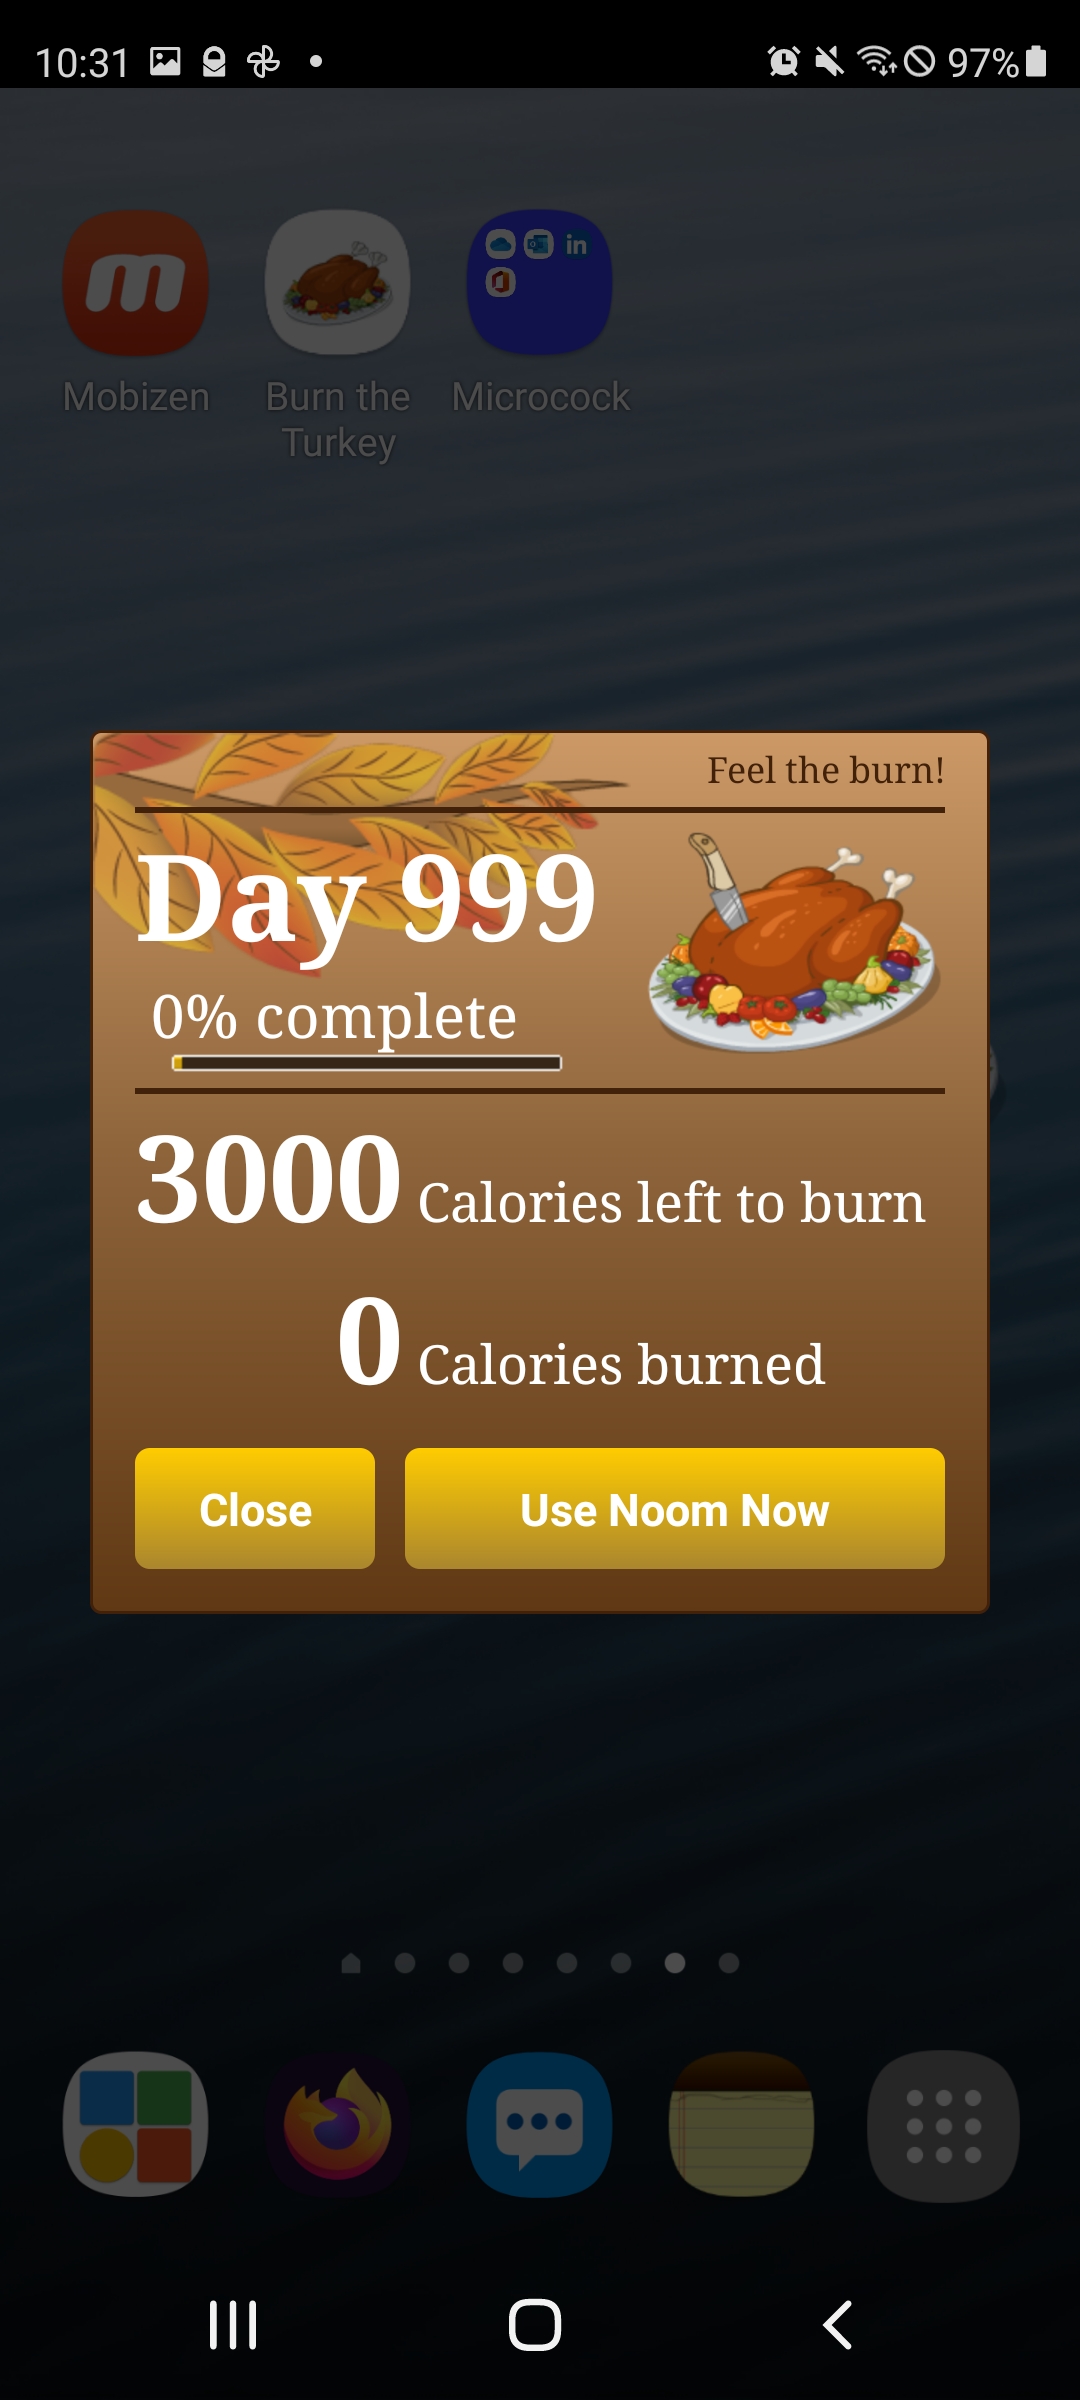 10:31
97%
Mobizen
Burn the Turkey
in
Microcock
Feel the burn!
Day 999
0% complete
3000 Calories left to burn
0 Calories burned
Close
Use Noom Now